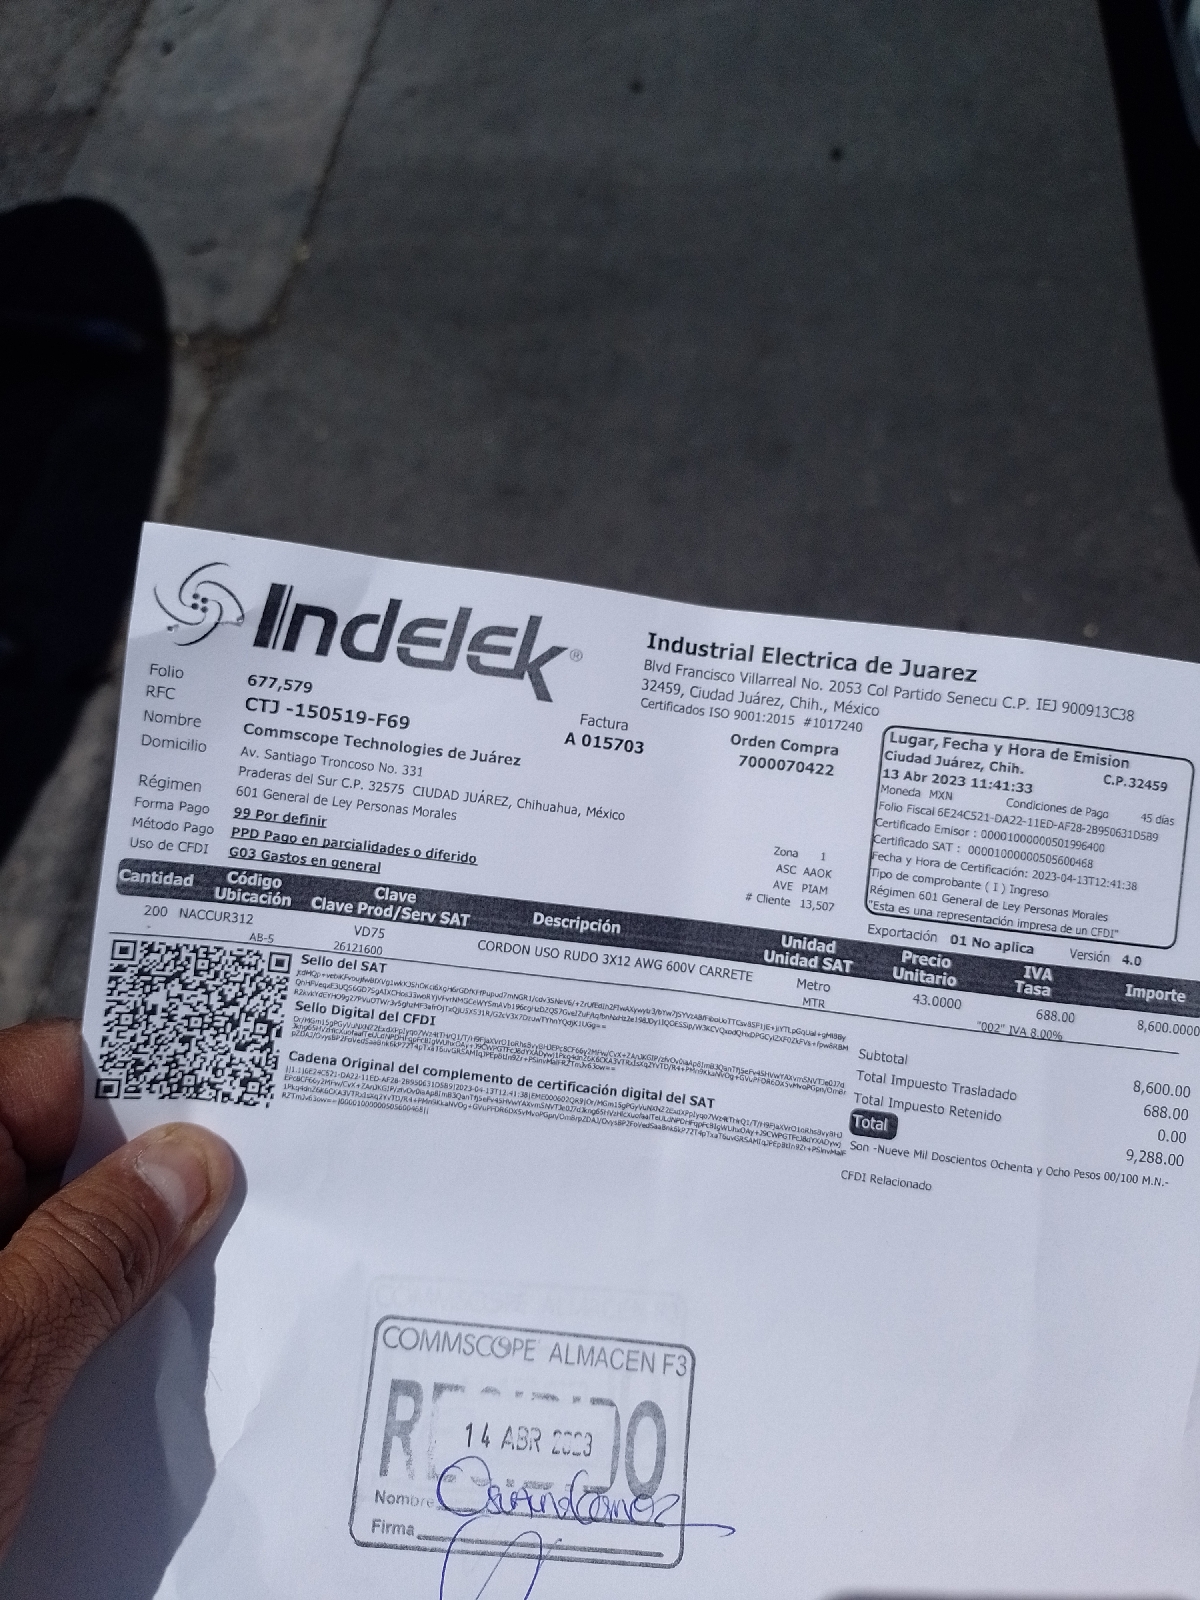 Indelek®
Industrial Electrica de Juarez
Blvd Francisco Villarreal No. 2053 Col Partido Senecu C.P. IEJ 900913C38
32459, Ciudad Juárez, Chih., México
Certificados ISO 9001:2015 #1017240
Folio 677,579
RFC CTJ -150519-F69
Nombre Commscope Technologies de Juárez
Domicilio Av. Santiago Troncoso No. 331
Praderas del Sur C.P. 32575 CIUDAD JUÁREZ, Chihuahua, México
Régimen 601 General de Ley Personas Morales
Forma Pago 99 Por definir
Método Pago PPD Pago en parcialidades o diferido
Uso de CFDI G03 Gastos en general
Factura
A 015703
Orden Compra
7000070422
Lugar, Fecha y Hora de Emision
Ciudad Juárez, Chih. C.P.32459
13 Abr 2023 11:41:33
Moneda MXN Condiciones de Pago 45 días
Folio Fiscal 6E24C521-DA22-11ED-AF28-2B950631D5B9
Certificado Emisor : 00001000000501996400
Certificado SAT : 00001000000505600468
Fecha y Hora de Certificación: 2023-04-13T12:41:38
Tipo de comprobante ( I ) Ingreso
Régimen 601 General de Ley Personas Morales
"Esta es una representación impresa de un CFDI"
Zona 1
ASC AAOK
AVE PIAM
# Cliente 13,507
Exportación 01 No aplica Versión 4.0
Cantidad Código Ubicación Clave Clave Prod/Serv SAT Descripción Unidad Unidad SAT Precio Unitario IVA Tasa Importe
200 NACCUR312 VD75 CORDON USO RUDO 3X12 AWG 600V CARRETE Metro 43.0000 688.00 8,600.0000
- AB-5 26121600 MTR "002" IVA 8.00%
Sello del SAT
Sello Digital del CFDI
Cadena Original del complemento de certificación digital del SAT
Subtotal 8,600.00
Total Impuesto Trasladado 688.00
Total Impuesto Retenido 0.00
Total 9,288.00
Son -Nueve Mil Doscientos Ochenta y Ocho Pesos 00/100 M.N.-
CFDI Relacionado
COMMSCOPE ALMACEN F3
RECIBIDO
14 ABR 2023
Nombre
Firma